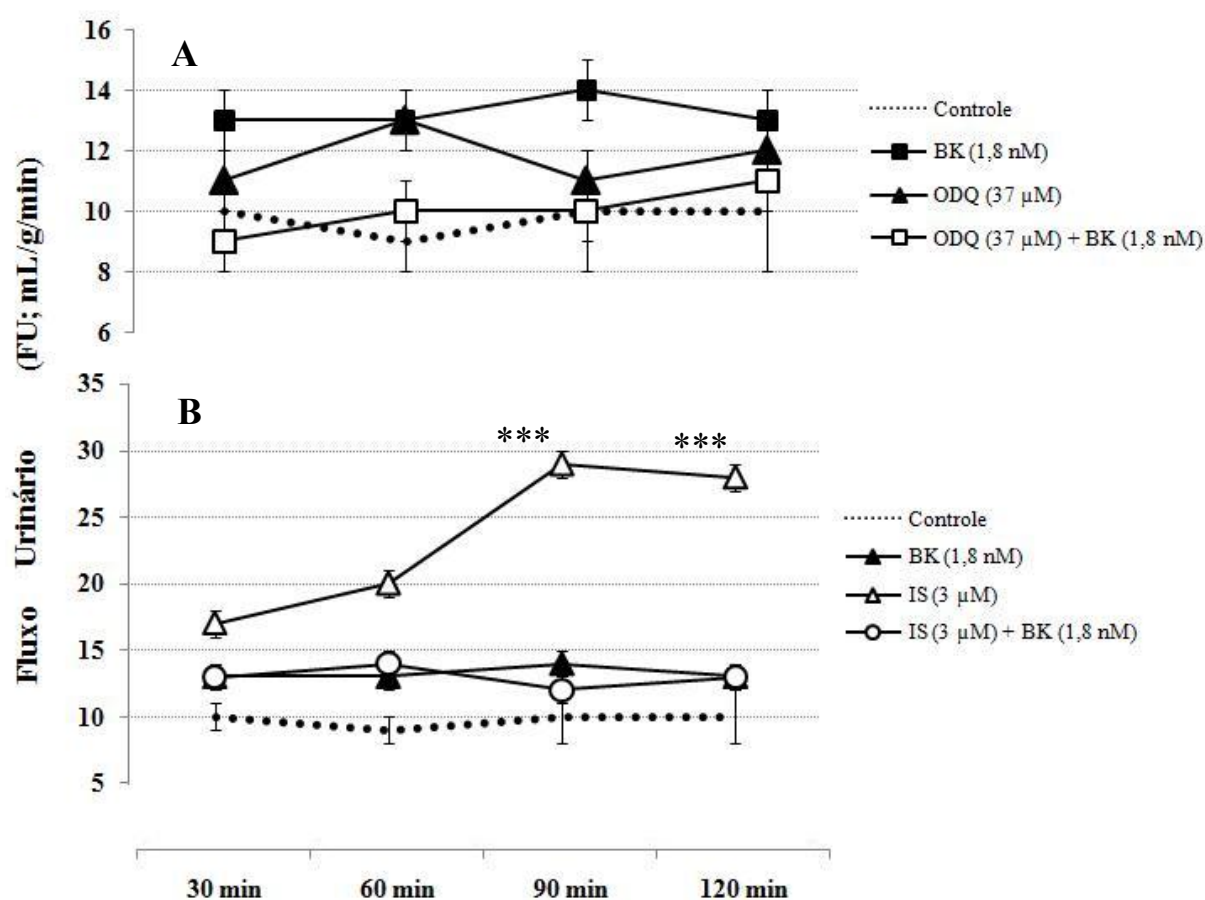 A
16
14
12
10
8
6
Controle
BK (1,8 nM)
ODQ (37 µM)
ODQ (37 µM) + BK (1,8 nM)
Fluxo Urinário (FU; mL/g/min)
B
35
30
25
20
15
10
5
*** ***
Controle
BK (1,8 nM)
IS (3 µM)
IS (3 µM) + BK (1,8 nM)
30 min 60 min 90 min 120 min